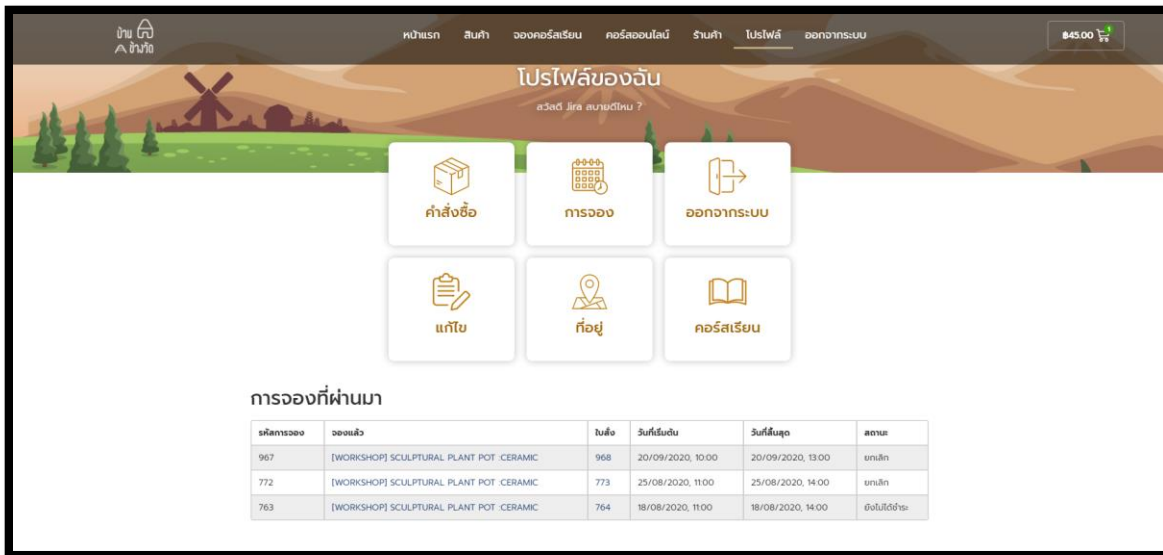 บ้าน
ข้างวัด
หน้าแรก สินค้า จองคอร์สเรียน คอร์สออนไลน์ ร้านค้า โปรไฟล์ ออกจากระบบ
฿45.00 1
โปรไฟล์ของฉัน
สวัสดี Jira สบายดีไหม ?
คำสั่งซื้อ การจอง ออกจากระบบ
แก้ไข ที่อยู่ คอร์สเรียน
การจองที่ผ่านมา
รหัสการจอง จองแล้ว ใบสั่ง วันที่เริ่มต้น วันที่สิ้นสุด สถานะ
967 [WORKSHOP] SCULPTURAL PLANT POT :CERAMIC 968 20/09/2020, 10:00 20/09/2020, 13:00 ยกเลิก
772 [WORKSHOP] SCULPTURAL PLANT POT :CERAMIC 773 25/08/2020, 11:00 25/08/2020, 14:00 ยกเลิก
763 [WORKSHOP] SCULPTURAL PLANT POT :CERAMIC 764 18/08/2020, 11:00 18/08/2020, 14:00 ยังไม่ได้ชำระ